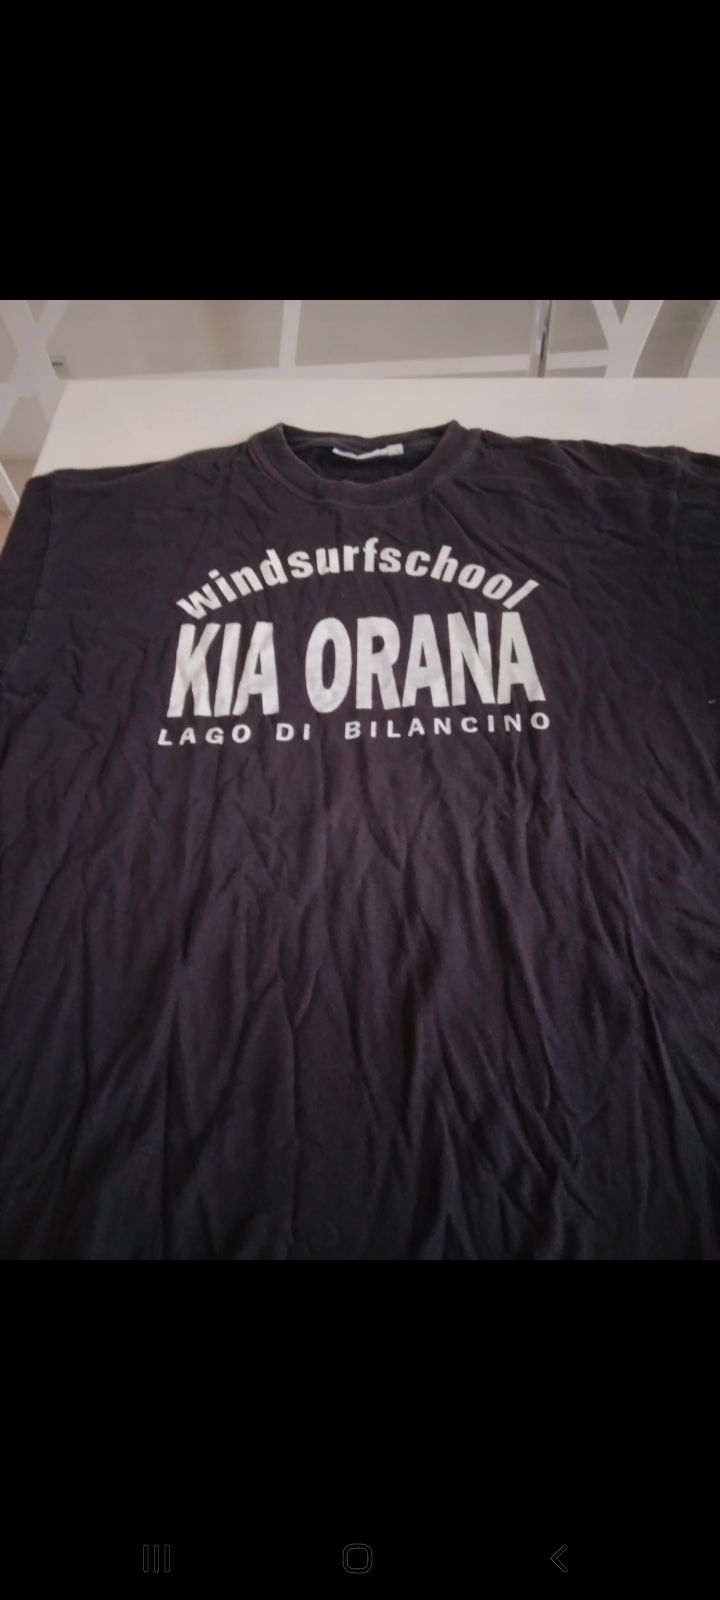 windsurfschool
KIA ORANA
LAGO DI BILANCINO